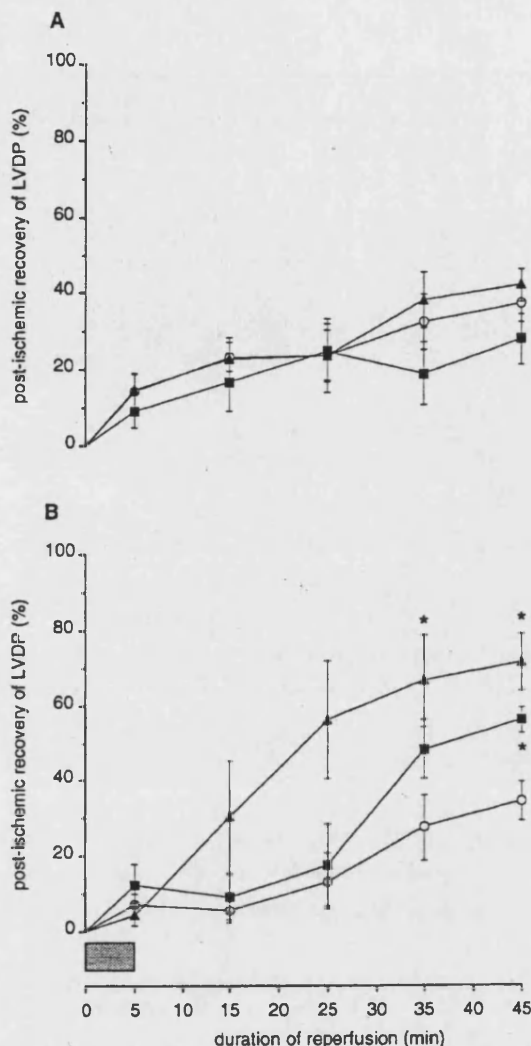 A
100
80
60
40
20
0
post-ischemic recovery of LVDP (%)
B
100
80
60
40
20
0
post-ischemic recovery of LVDP (%)
* *
*
0 5 10 15 20 25 30 35 40 45
duration of reperfusion (min)